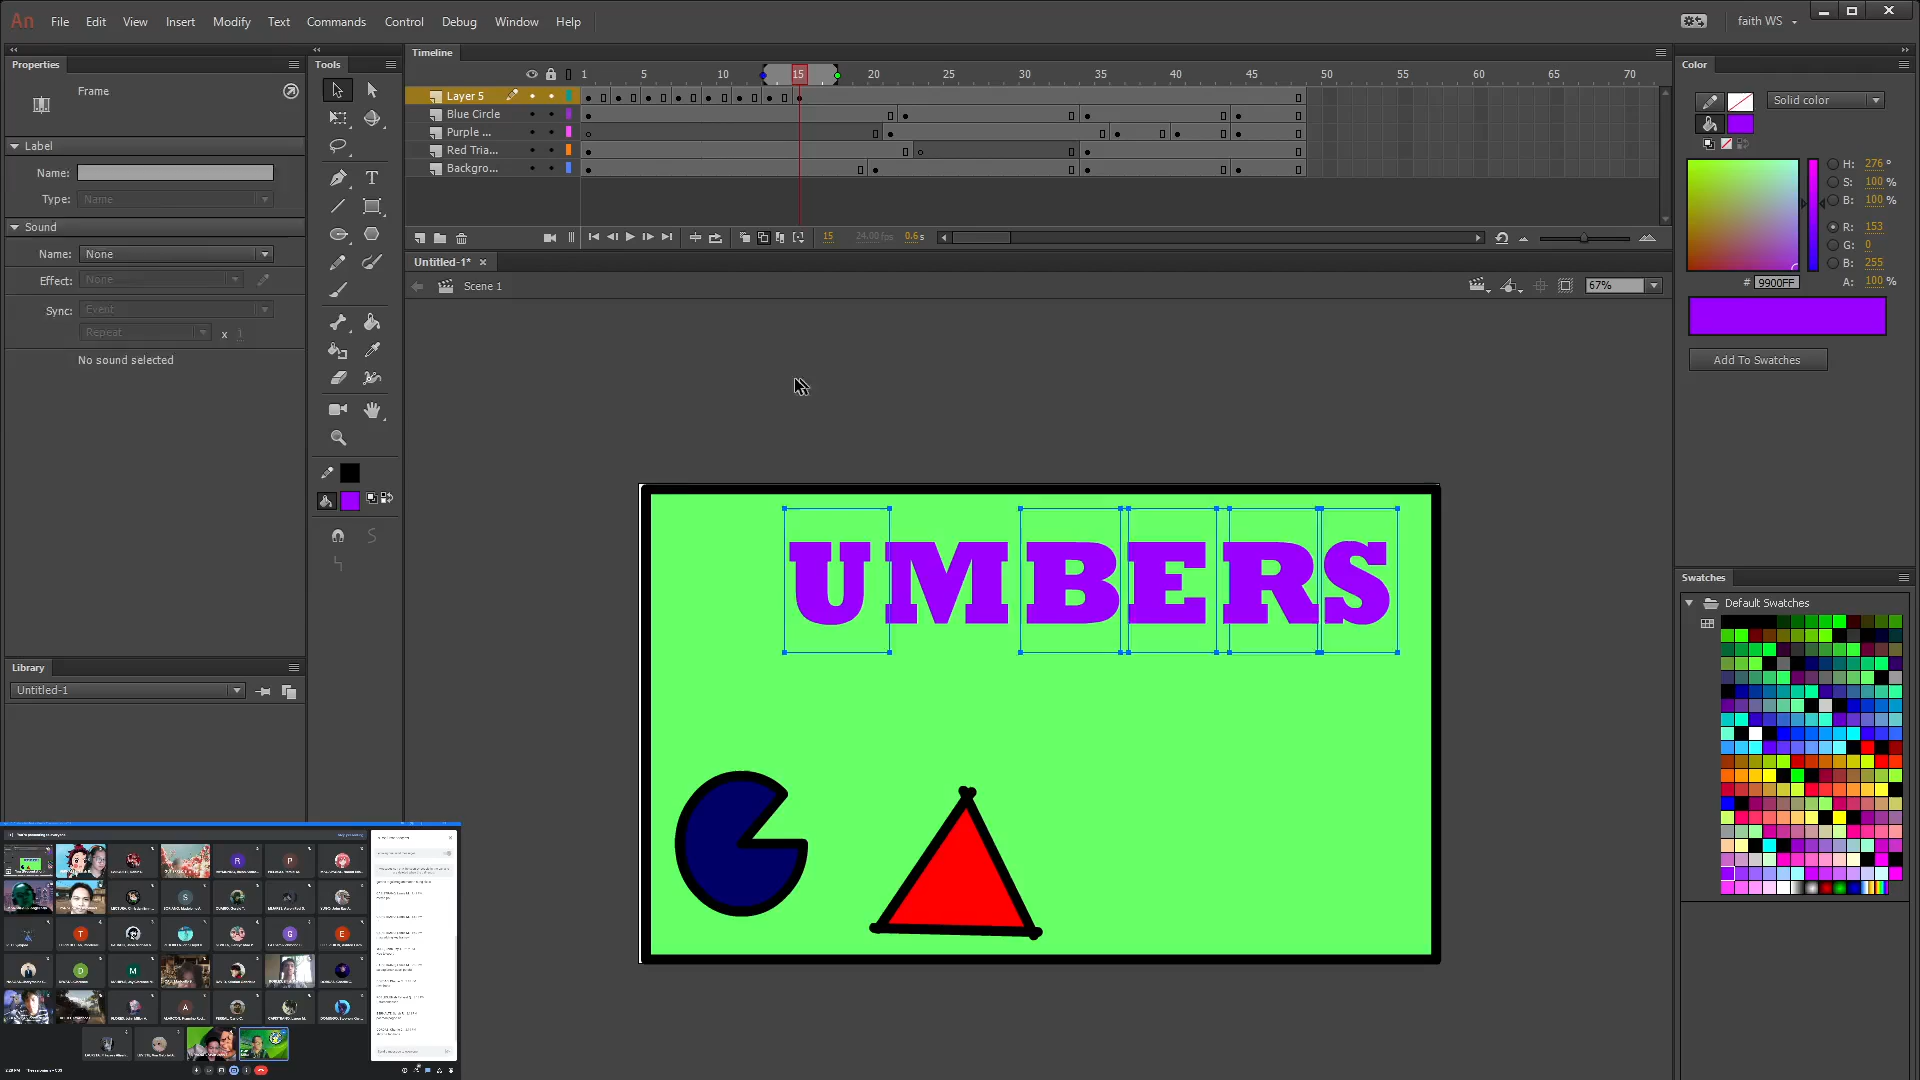 An File Edit View Insert Modify Text Commands Control Debug Window Help faith WS
Properties Tools Timeline Color
Frame
1 5 10 15 20 25 30 35 40 45 50 55 60 65 70
Layer 5
Blue Circle
Purple ...
Red Tria...
Backgro...
Label
Name:
Type: Name
Sound
Name: None
Effect: None
Sync: Event
Repeat x 1
No sound selected
15 24.00 fps 0.6 s
Untitled-1*
Scene 1 67%
Solid color
H: 276 °
S: 100 %
B: 100 %
R: 153
G: 0
B: 255
A: 100 %
# 9900FF
Add To Swatches
UMBERS
Swatches
Default Swatches
Library
Untitled-1